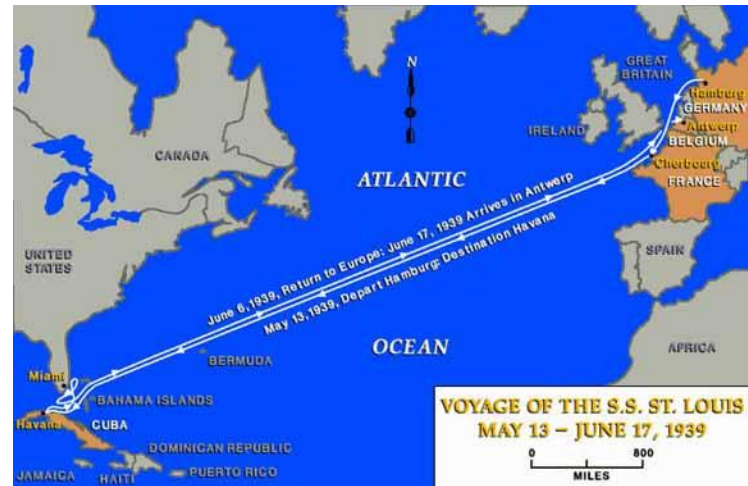 N
GREAT
BRITAIN
Hamburg
GERMANY
IRELAND
Antwerp
BELGIUM
Cherbourg
FRANCE
CANADA
ATLANTIC
UNITED
STATES
SPAIN
June 6,1939, Return to Europe: June 17, 1939 Arrives in Antwerp
May 13,1939, Depart Hamburg: Destination Havana
BERMUDA
OCEAN
AFRICA
Miami
BAHAMA ISLANDS
Havana
CUBA
DOMINICAN REPUBLIC
JAMAICA
HAITI
PUERTO RICO
VOYAGE OF THE S.S. ST. LOUIS
MAY 13 – JUNE 17, 1939
0 800
MILES